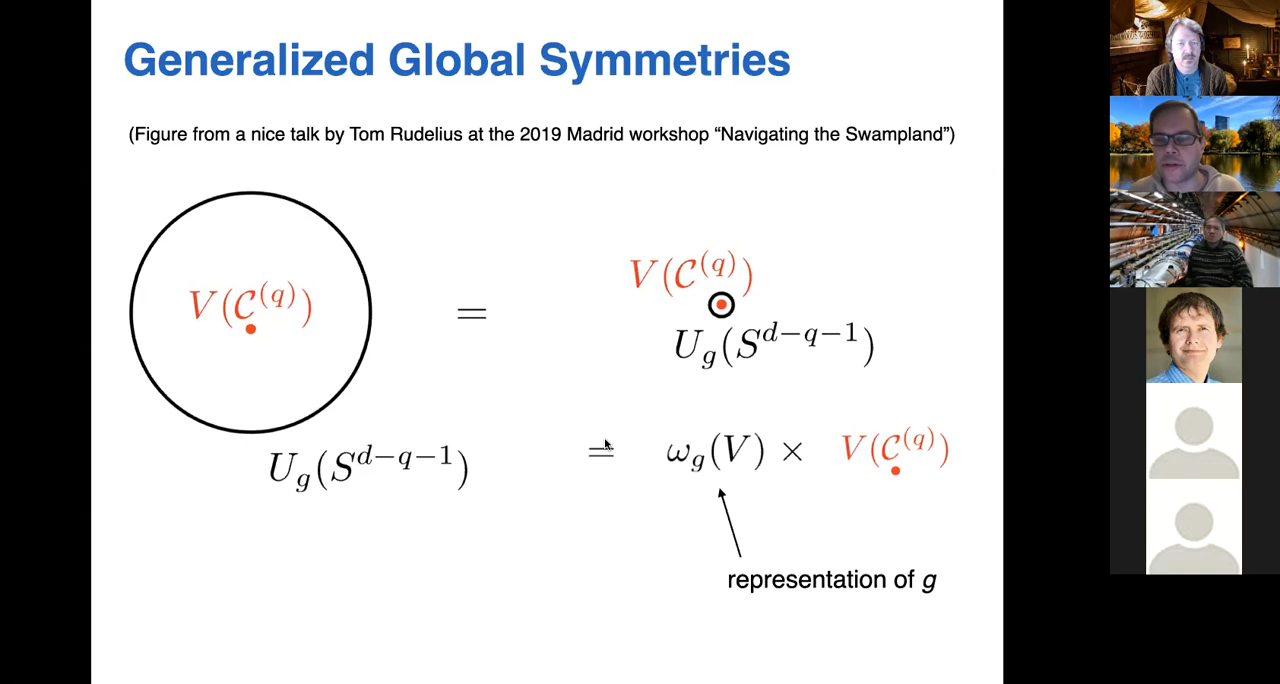 Generalized Global Symmetries
(Figure from a nice talk by Tom Rudelius at the 2019 Madrid workshop “Navigating the Swampland”)
V(𝒞^(q))
=
V(𝒞^(q))
U_g(S^{d−q−1})
U_g(S^{d−q−1})
= ω_g(V) × V(𝒞^(q))
representation of g